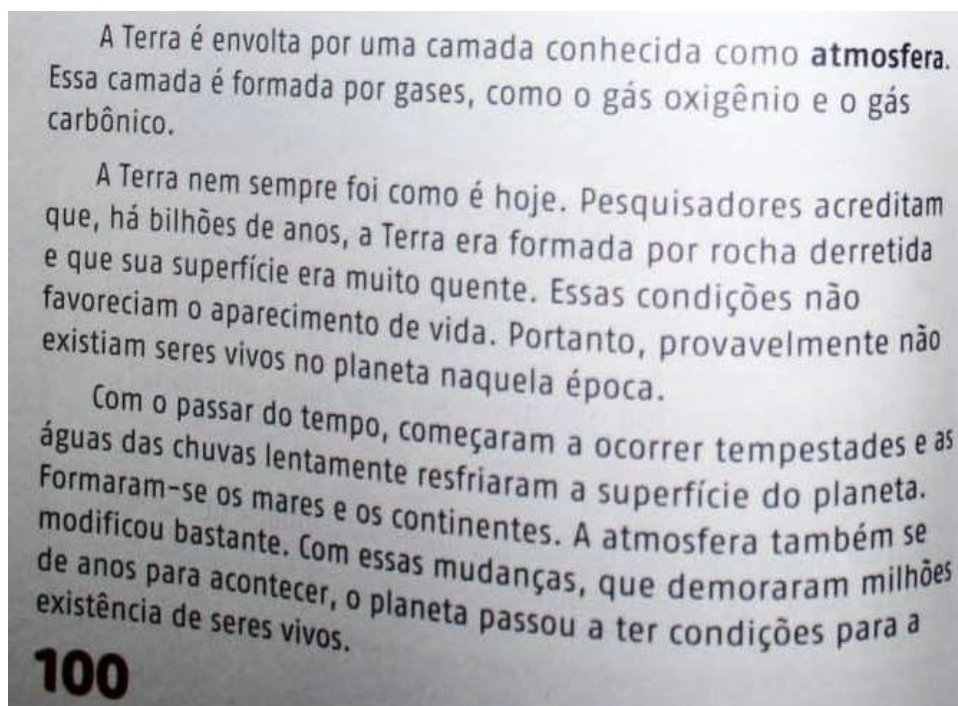 A Terra é envolta por uma camada conhecida como atmosfera.
Essa camada é formada por gases, como o gás oxigênio e o gás
carbônico.
A Terra nem sempre foi como é hoje. Pesquisadores acreditam
que, há bilhões de anos, a Terra era formada por rocha derretida
e que sua superfície era muito quente. Essas condições não
favoreciam o aparecimento de vida. Portanto, provavelmente não
existiam seres vivos no planeta naquela época.
Com o passar do tempo, começaram a ocorrer tempestades e as
águas das chuvas lentamente resfriaram a superfície do planeta.
Formaram-se os mares e os continentes. A atmosfera também se
modificou bastante. Com essas mudanças, que demoraram milhões
de anos para acontecer, o planeta passou a ter condições para a
existência de seres vivos.
100